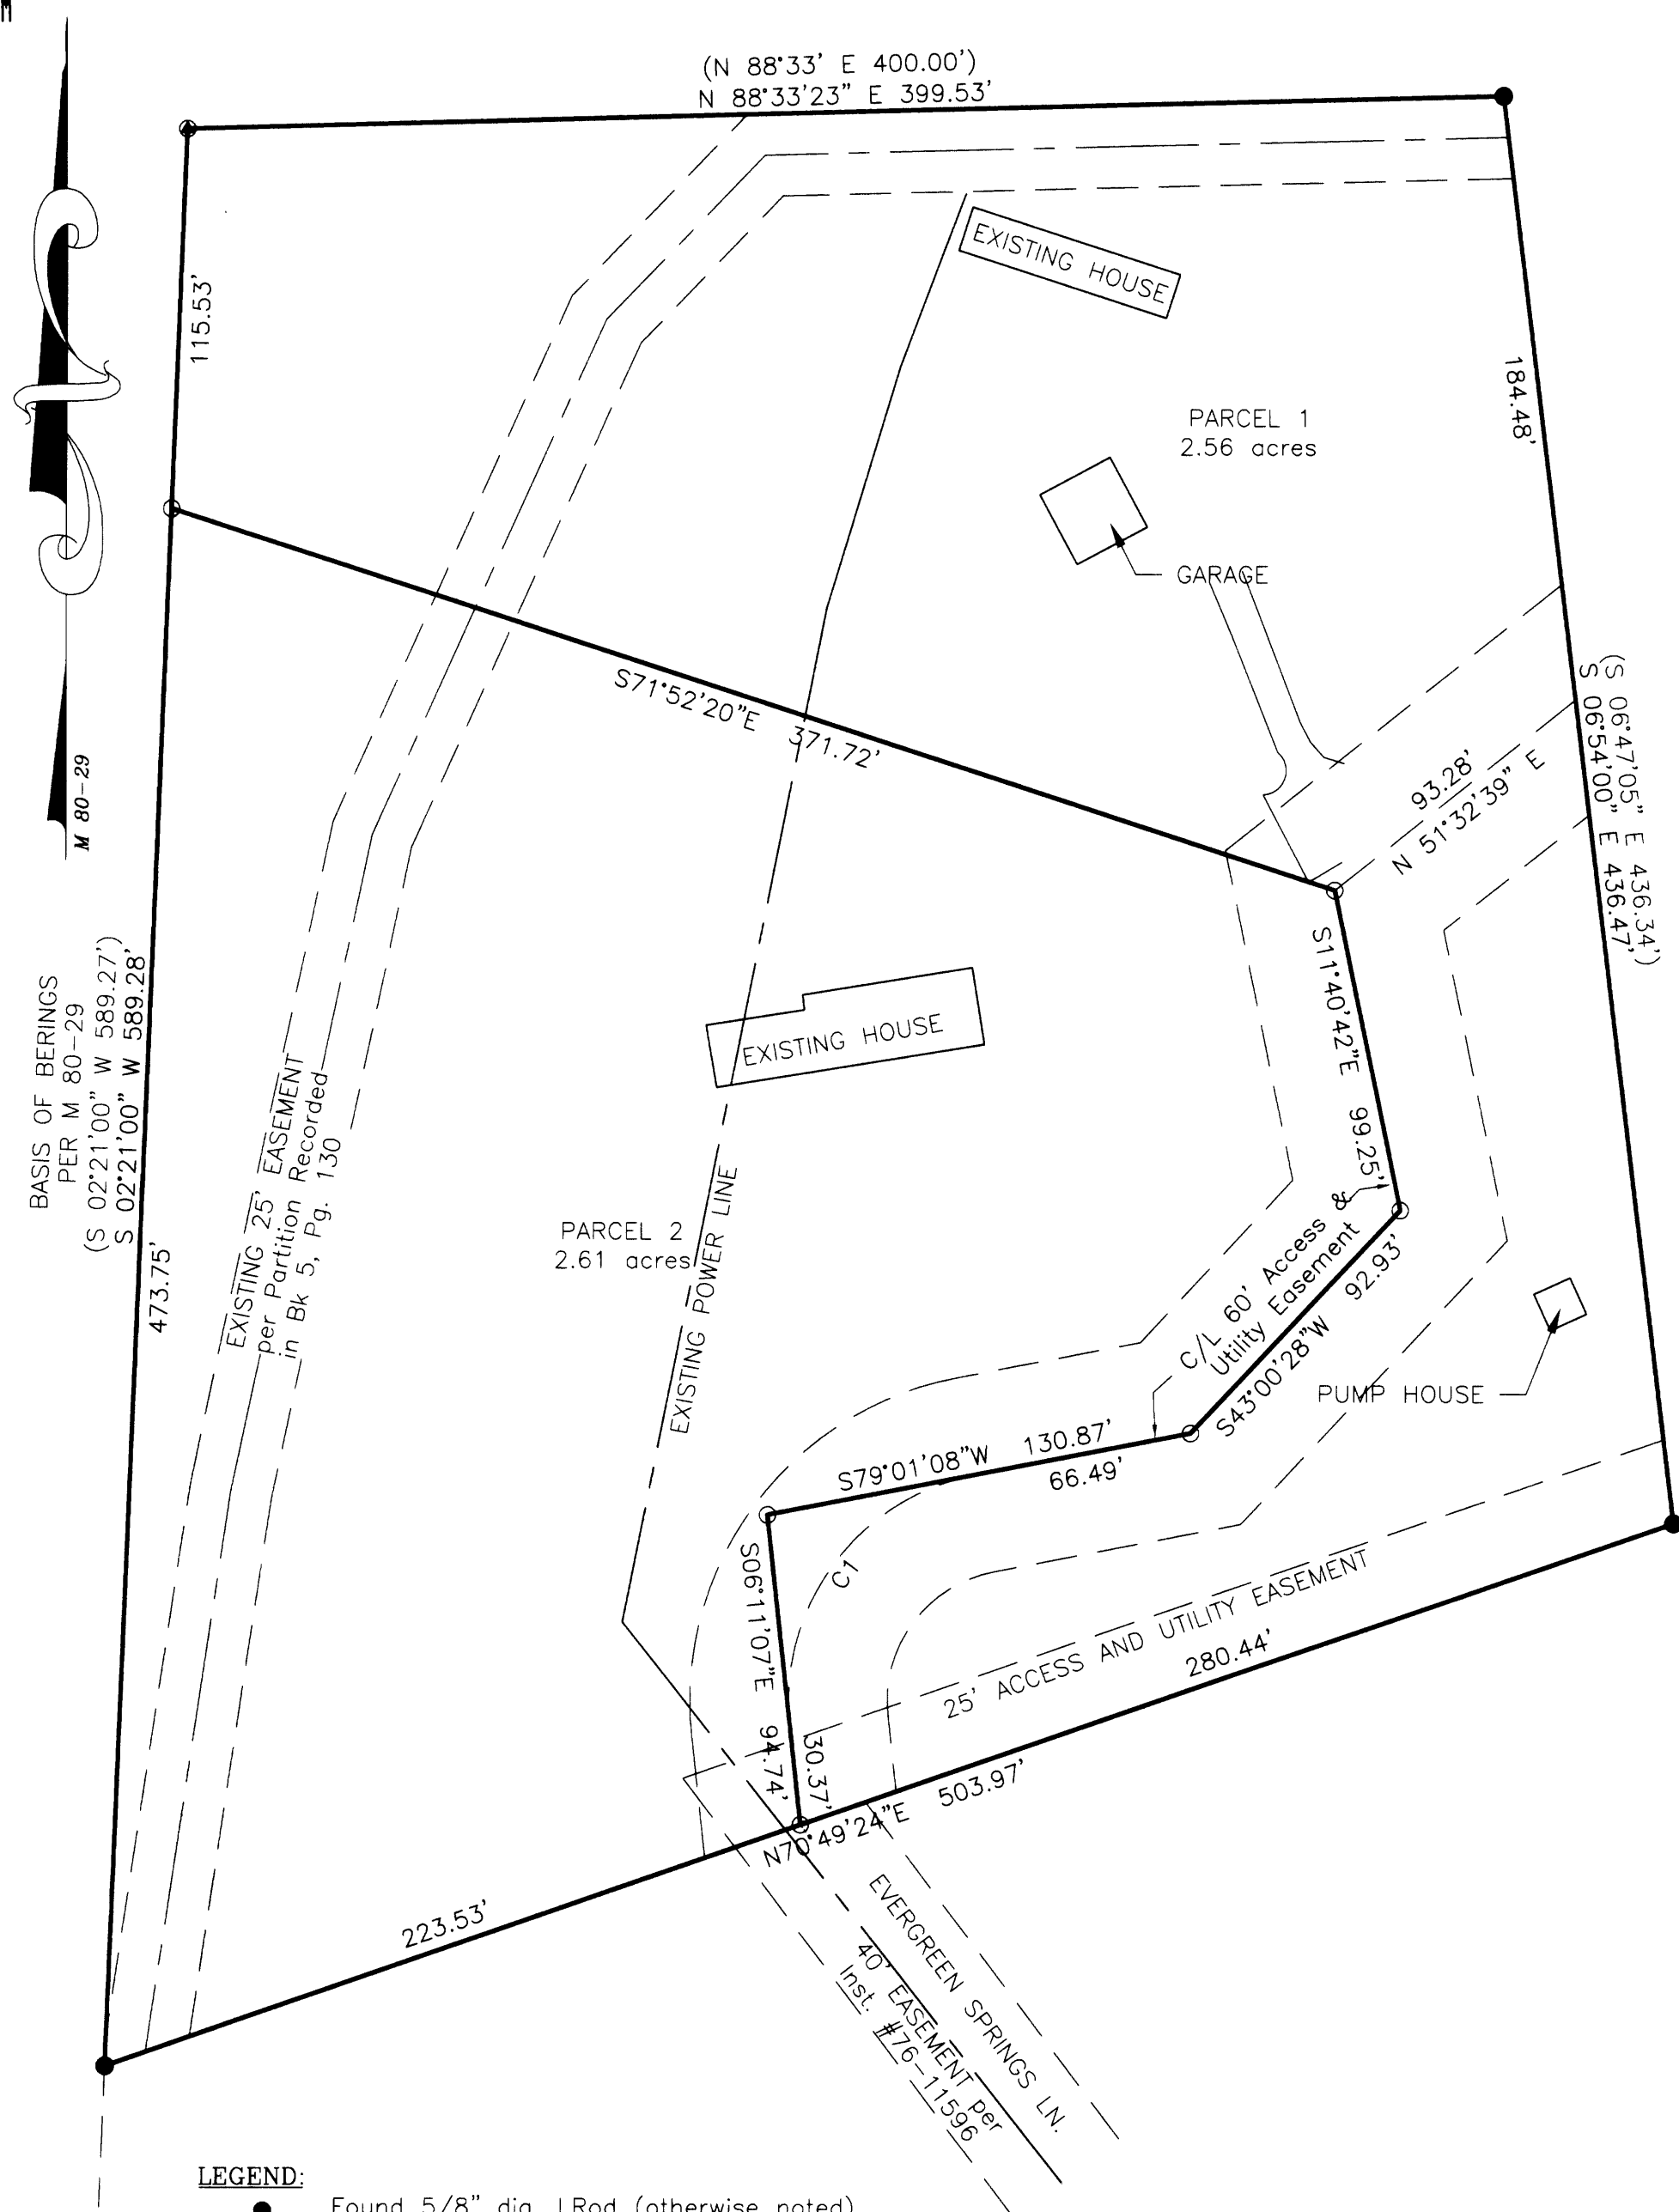 (N 88°33' E 400.00')
N 88°33'23" E 399.53'
115.53'
EXISTING HOUSE
184.48'
PARCEL 1
2.56 acres
GARAGE
S71°52'20"E 371.72'
(S 06°47'05" E 436.34')
S 06°54'00" E 436.47'
93.28'
N 51°32'39" E
M 80-29
BASIS OF BERINGS
PER M 80-29
(S 02°21'00" W 589.27')
S 02°21'00" W 589.28'
473.75'
S11°40'42"E 99.25'
EXISTING HOUSE
EXISTING 25' EASEMENT
per Partition Recorded
in Bk 5, Pg. 130
PARCEL 2
2.61 acres
EXISTING POWER LINE
C/L 60' Access &
Utility Easement
92.93'
S43°00'28"W
PUMP HOUSE
S79°01'08"W 130.87'
66.49'
C1
S06°11'07"E 94.74'
30.37'
25' ACCESS AND UTILITY EASEMENT
280.44'
N70°49'24"E 503.97'
223.53'
EVERGREEN SPRINGS LN.
40' EASEMENT per
Inst. #76-11596
LEGEND:
Found 5/8" dia. I.Rod (otherwise noted)